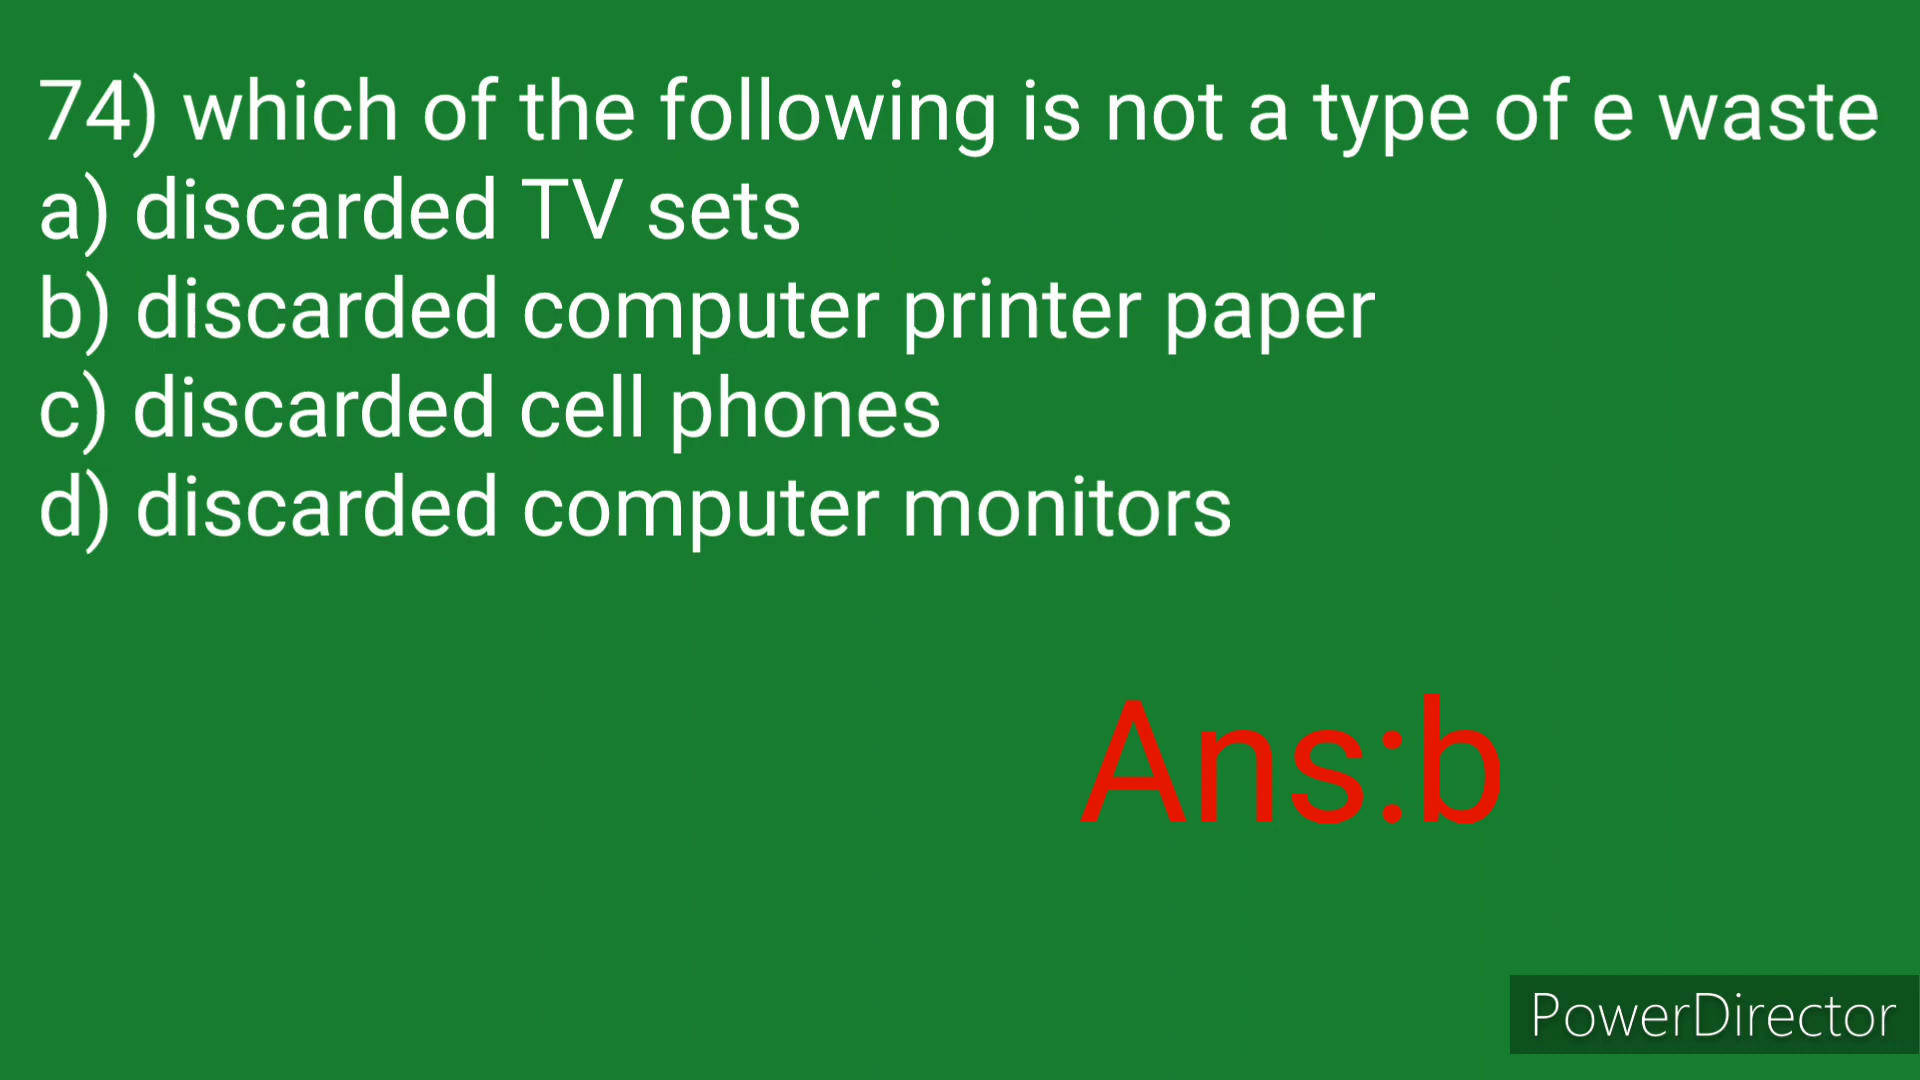 74) which of the following is not a type of e waste
a) discarded TV sets
b) discarded computer printer paper
c) discarded cell phones
d) discarded computer monitors
Ans:b
PowerDirector